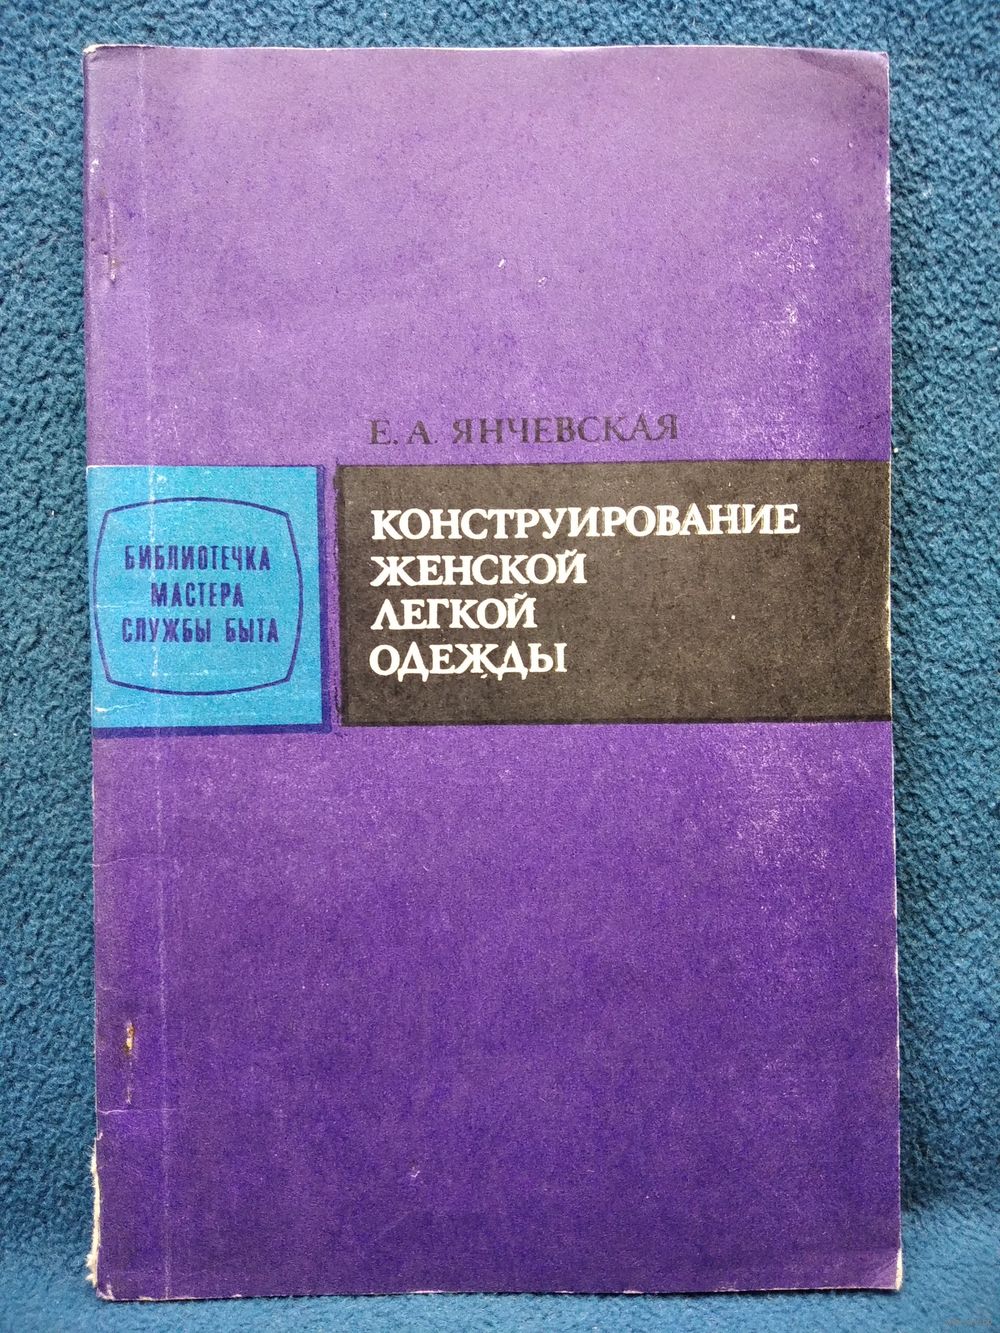 Е. А. ЯНЧЕВСКАЯ
БИБЛИОТЕЧКА
МАСТЕРА
СЛУЖБЫ БЫТА
КОНСТРУИРОВАНИЕ
ЖЕНСКОЙ
ЛЕГКОЙ
ОДЕЖДЫ